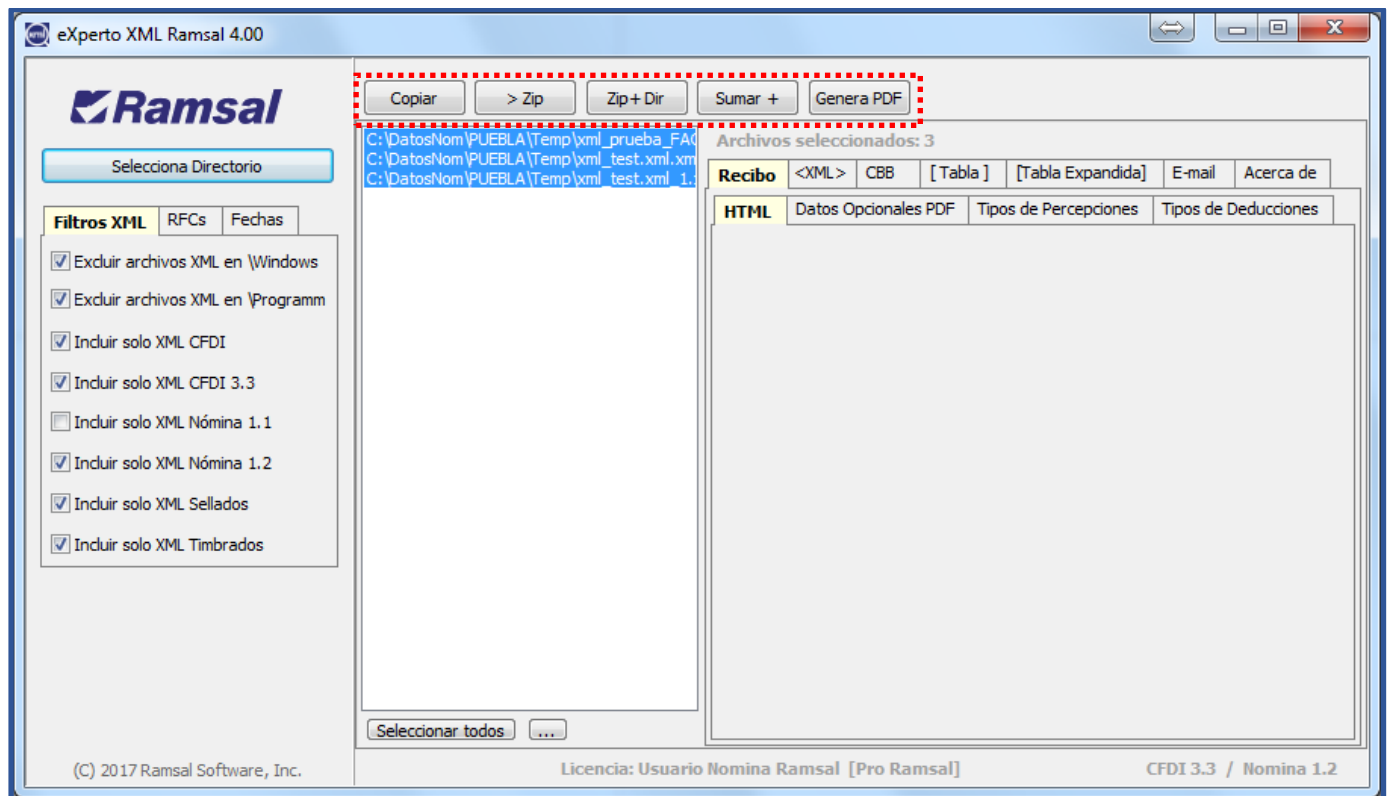 eXperto XML Ramsal 4.00
Ramsal
Selecciona Directorio
Filtros XML RFCs Fechas
Excluir archivos XML en \Windows
Excluir archivos XML en \Programm
Incluir solo XML CFDI
Incluir solo XML CFDI 3.3
Incluir solo XML Nómina 1.1
Incluir solo XML Nómina 1.2
Incluir solo XML Sellados
Incluir solo XML Timbrados
(C) 2017 Ramsal Software, Inc.
Copiar > Zip Zip+Dir Sumar + Genera PDF
C:\DatosNom\PUEBLA\Temp\xml_prueba_FAC
C:\DatosNom\PUEBLA\Temp\xml_test.xml.xm
C:\DatosNom\PUEBLA\Temp\xml_test.xml_1.
Seleccionar todos ...
Archivos seleccionados: 3
Recibo <XML> CBB [ Tabla ] [Tabla Expandida] E-mail Acerca de
HTML Datos Opcionales PDF Tipos de Percepciones Tipos de Deducciones
Licencia: Usuario Nomina Ramsal [Pro Ramsal]
CFDI 3.3 / Nomina 1.2